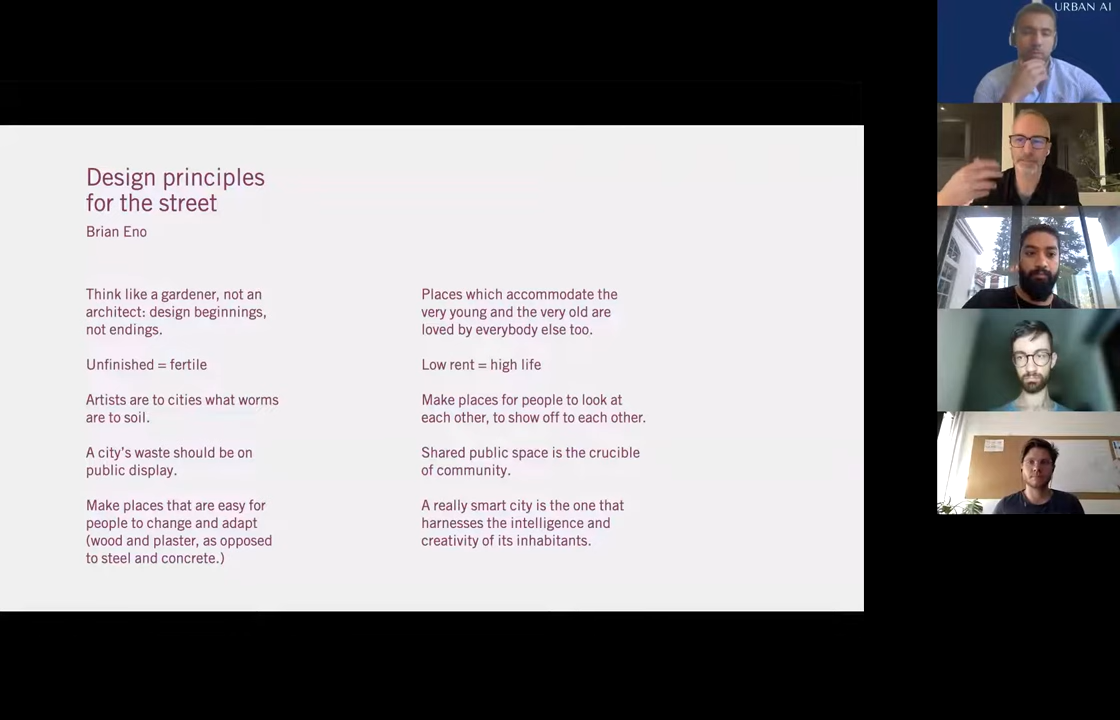 URBAN AI
Design principles
for the street
Brian Eno
Think like a gardener, not an
architect: design beginnings,
not endings.
Unfinished = fertile
Artists are to cities what worms
are to soil.
A city's waste should be on
public display.
Make places that are easy for
people to change and adapt
(wood and plaster, as opposed
to steel and concrete.)
Places which accommodate the
very young and the very old are
loved by everybody else too.
Low rent = high life
Make places for people to look at
each other, to show off to each other.
Shared public space is the crucible
of community.
A really smart city is the one that
harnesses the intelligence and
creativity of its inhabitants.